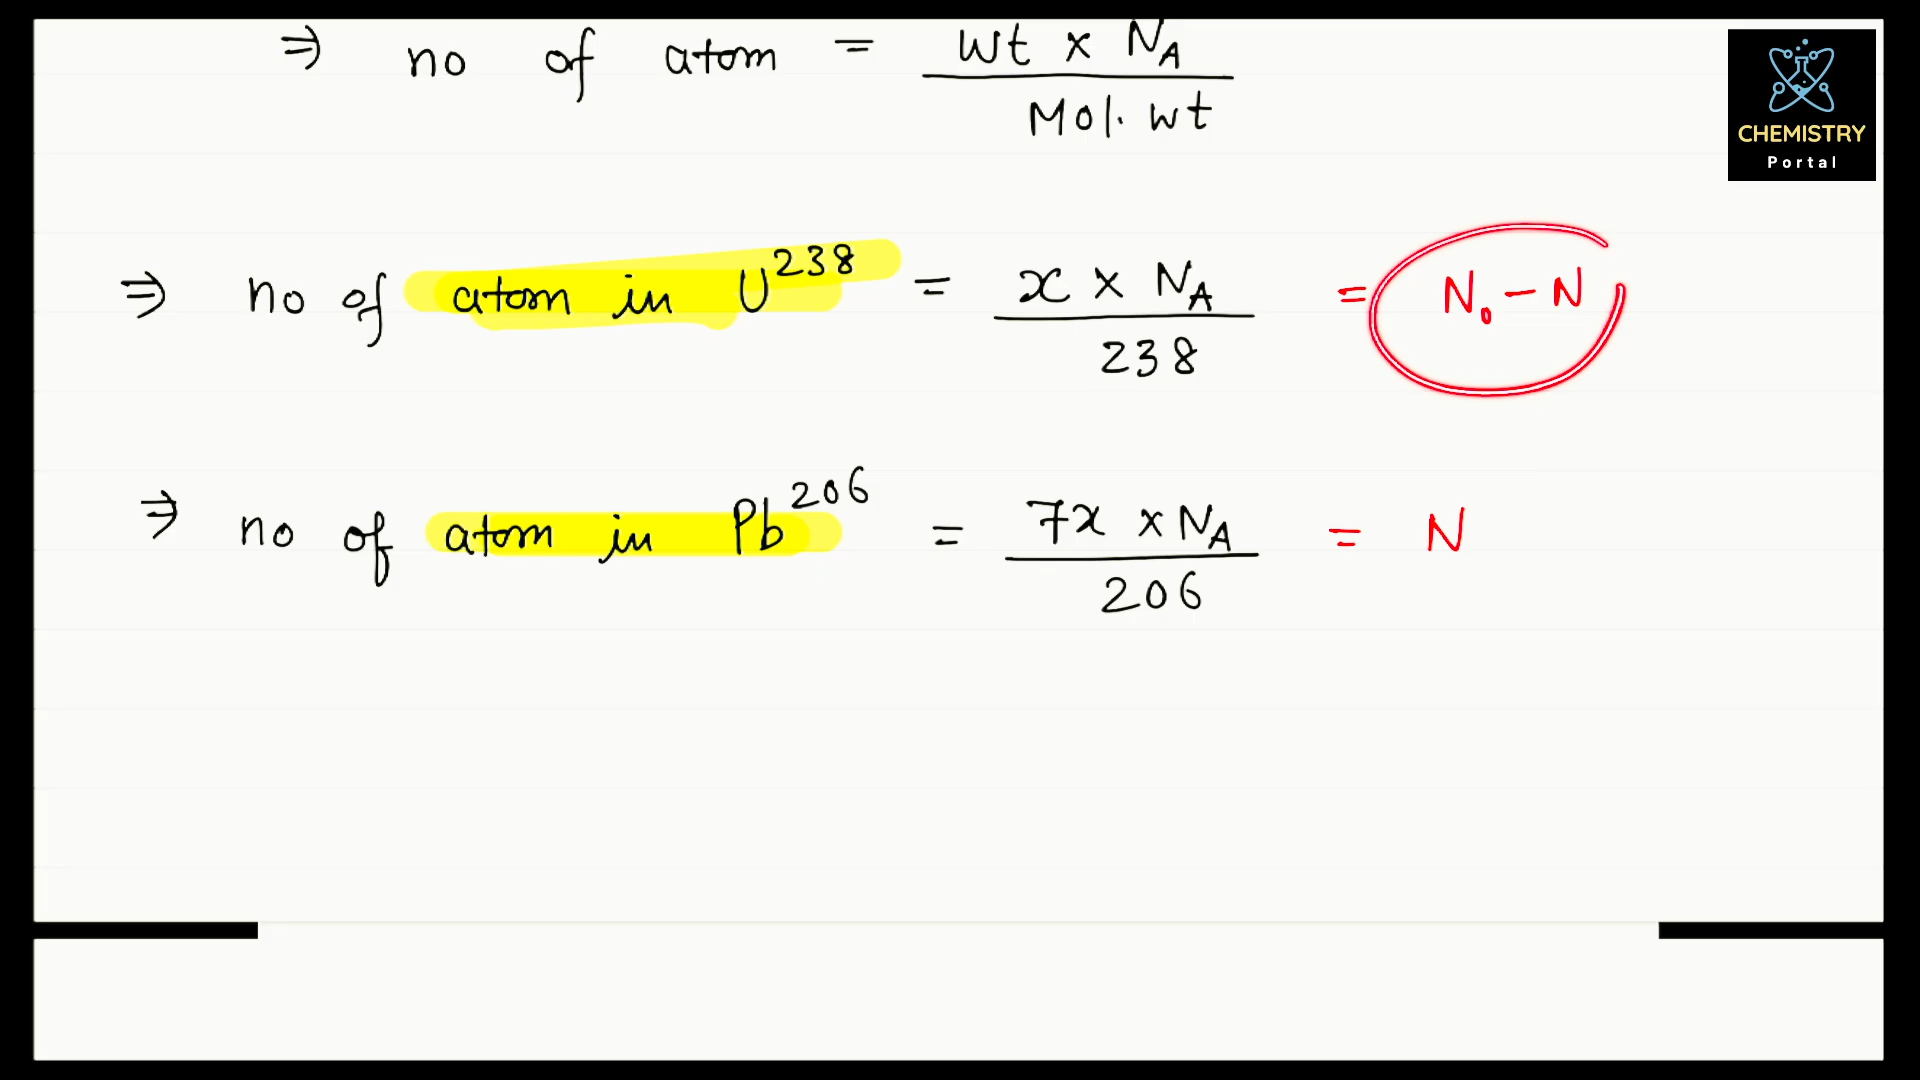 ⇒ no of atom = Wt × N_A / Mol. wt
CHEMISTRY
Portal
⇒ no of atom in U^238 = x × N_A / 238 = N_0 - N
⇒ no of atom in Pb^206 = 7x × N_A / 206 = N